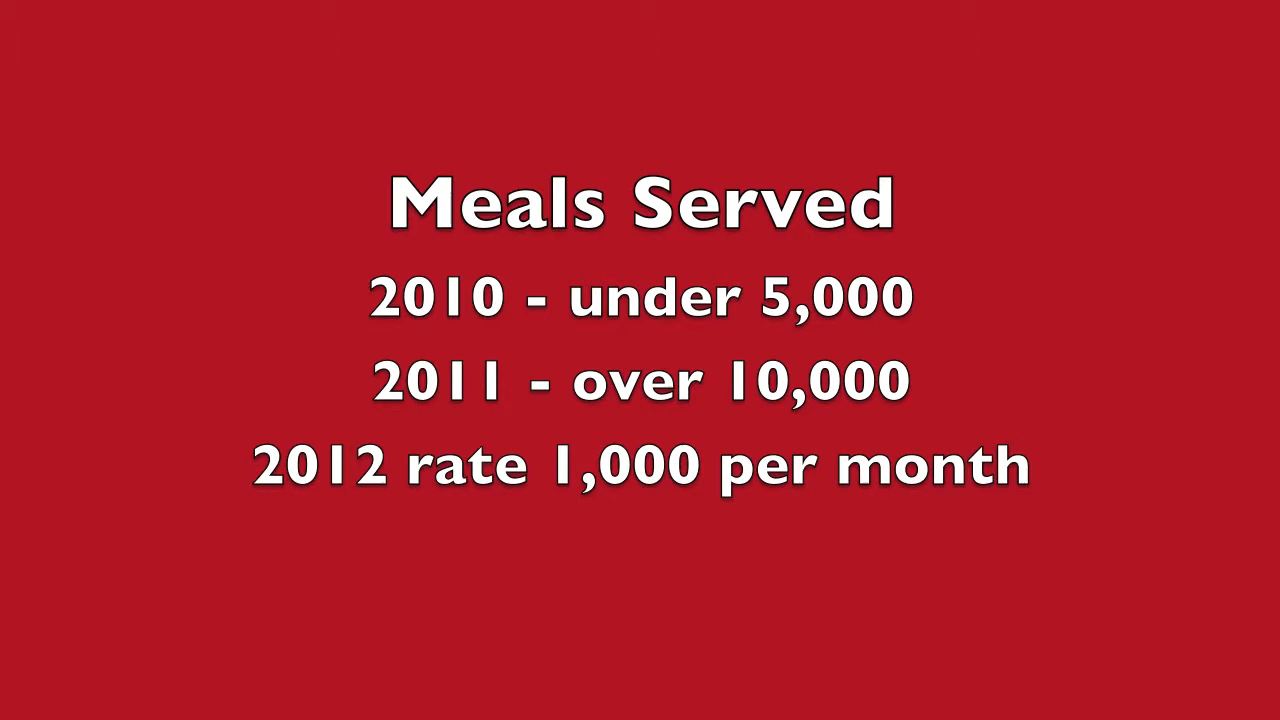 Meals Served
2010 - under 5,000
2011 - over 10,000
2012 rate 1,000 per month